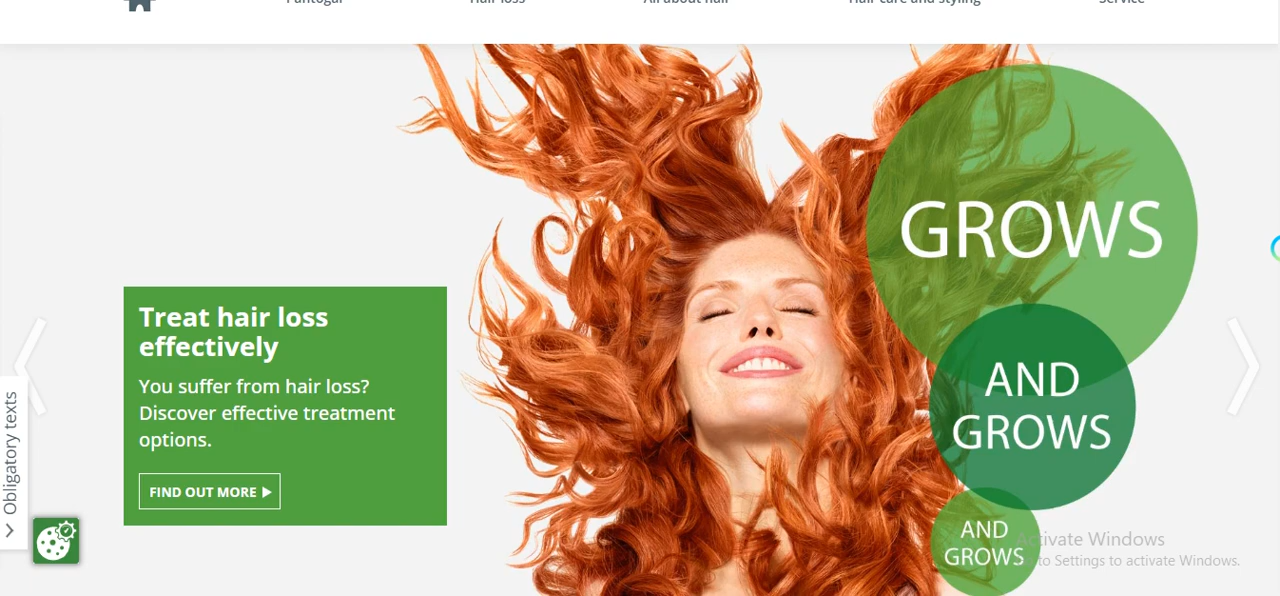 Pantogar Hair loss All about hair Hair care and styling Service
GROWS
Treat hair loss
effectively
You suffer from hair loss?
Discover effective treatment
options.
FIND OUT MORE
AND
GROWS
AND
GROWS
Obligatory texts
Activate Windows
to Settings to activate Windows.